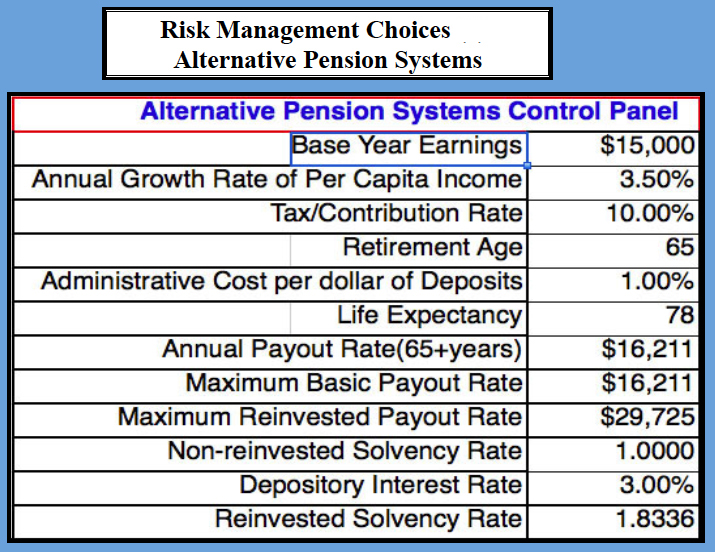 Risk Management Choices
Alternative Pension Systems
Alternative Pension Systems Control Panel
Base Year Earnings $15,000
Annual Growth Rate of Per Capita Income 3.50%
Tax/Contribution Rate 10.00%
Retirement Age 65
Administrative Cost per dollar of Deposits 1.00%
Life Expectancy 78
Annual Payout Rate(65+years) $16,211
Maximum Basic Payout Rate $16,211
Maximum Reinvested Payout Rate $29,725
Non-reinvested Solvency Rate 1.0000
Depository Interest Rate 3.00%
Reinvested Solvency Rate 1.8336